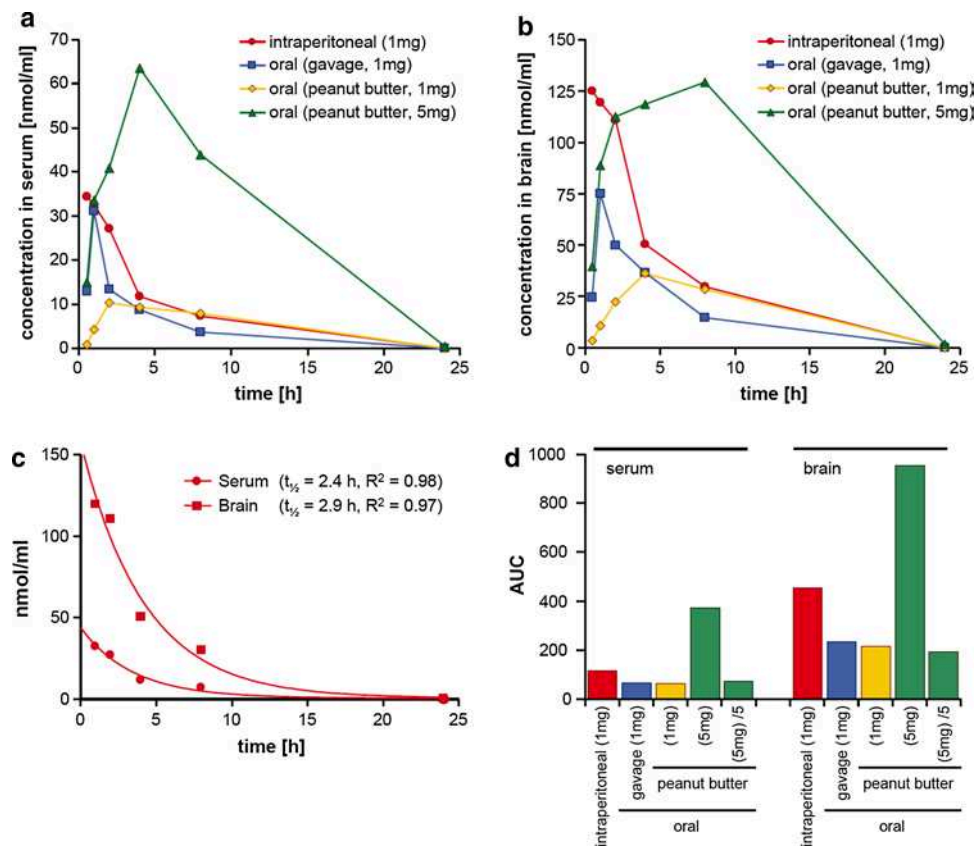 a
concentration in serum [nmol/ml]
70
60
50
40
30
20
10
0
intraperitoneal (1mg)
oral (gavage, 1mg)
oral (peanut butter, 1mg)
oral (peanut butter, 5mg)
0 5 10 15 20 25
time [h]
b
concentration in brain [nmol/ml]
150
125
100
75
50
25
0
intraperitoneal (1mg)
oral (gavage, 1mg)
oral (peanut butter, 1mg)
oral (peanut butter, 5mg)
0 5 10 15 20 25
time [h]
c
nmol/ml
150
100
50
0
Serum (t½ = 2.4 h, R² = 0.98)
Brain (t½ = 2.9 h, R² = 0.97)
0 5 10 15 20 25
time [h]
d
serum
brain
AUC
1000
800
600
400
200
0
intraperitoneal (1mg)
gavage (1mg)
(1mg)
(5mg)
(5mg) /5
peanut butter
oral
intraperitoneal (1mg)
gavage (1mg)
(1mg)
(5mg)
(5mg) /5
peanut butter
oral